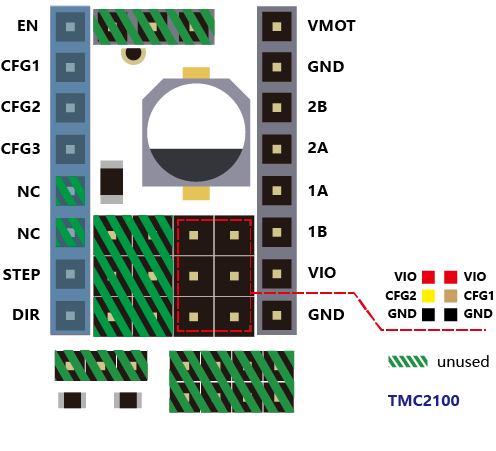 EN
CFG1
CFG2
CFG3
NC
NC
STEP
DIR
VMOT
GND
2B
2A
1A
1B
VIO
GND
VIO VIO
CFG2 CFG1
GND GND
unused
TMC2100